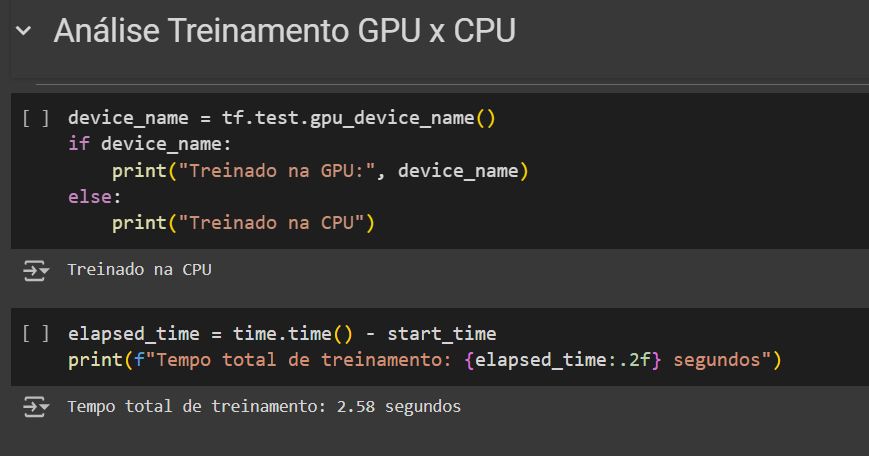 Análise Treinamento GPU x CPU
[ ] device_name = tf.test.gpu_device_name()
if device_name:
    print("Treinado na GPU:", device_name)
else:
    print("Treinado na CPU")
Treinado na CPU
[ ] elapsed_time = time.time() - start_time
print(f"Tempo total de treinamento: {elapsed_time:.2f} segundos")
Tempo total de treinamento: 2.58 segundos